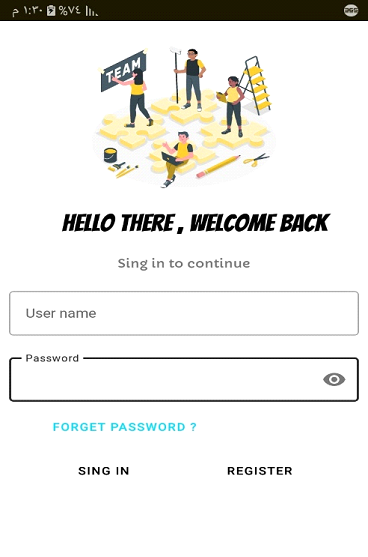 م ١:٣٠ %٧٤
TEAM
HELLO THERE , WELCOME BACK
Sing in to continue
User name
Password
FORGET PASSWORD ?
SING IN
REGISTER